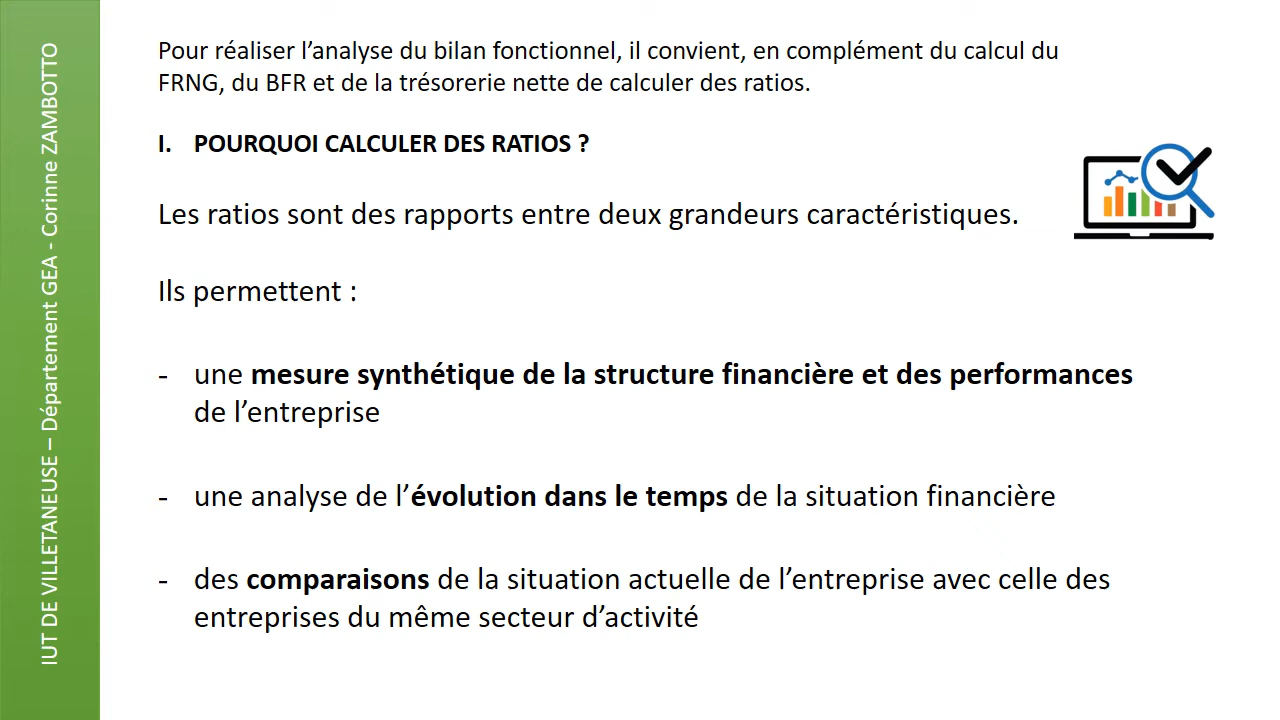 IUT DE VILLETANEUSE – Département GEA - Corinne ZAMBOTTO
Pour réaliser l’analyse du bilan fonctionnel, il convient, en complément du calcul du
FRNG, du BFR et de la trésorerie nette de calculer des ratios.
I. POURQUOI CALCULER DES RATIOS ?
Les ratios sont des rapports entre deux grandeurs caractéristiques.
Ils permettent :
- une mesure synthétique de la structure financière et des performances
de l’entreprise
- une analyse de l’évolution dans le temps de la situation financière
- des comparaisons de la situation actuelle de l’entreprise avec celle des
entreprises du même secteur d’activité